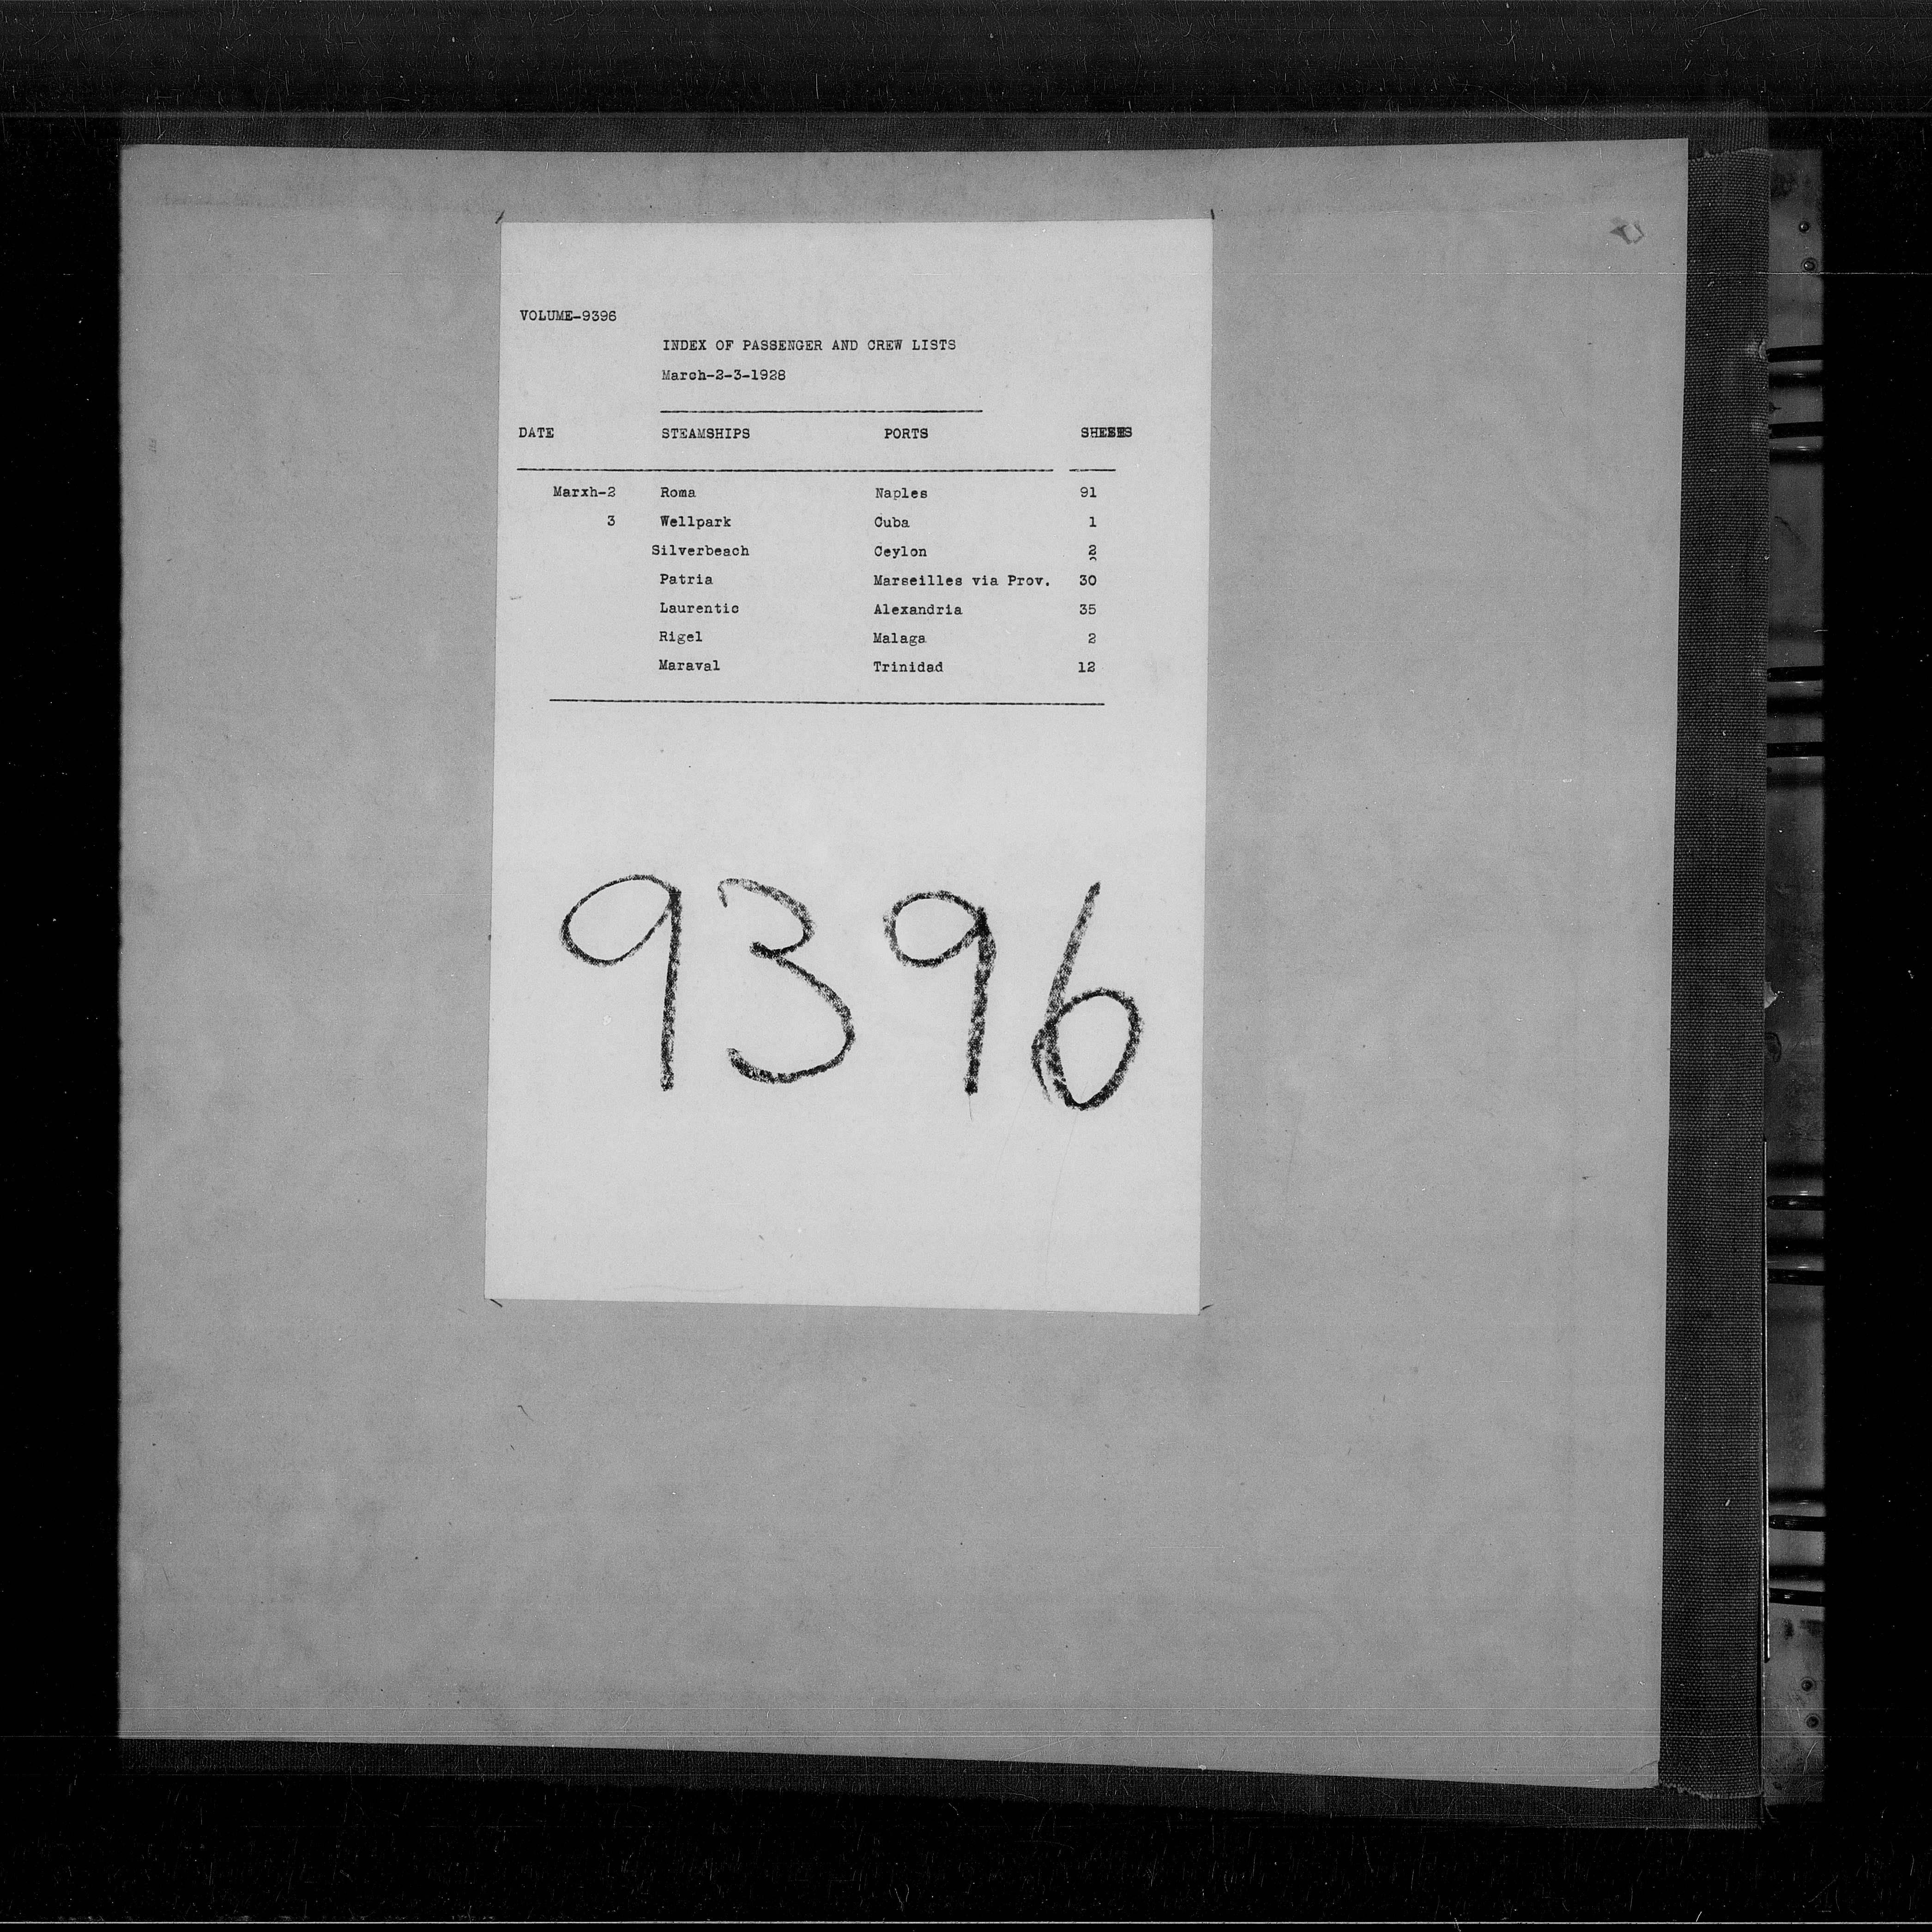 VOLUME-9396
INDEX OF PASSENGER AND CREW LISTS
March-2-3-1928
DATE STEAMSHIPS PORTS SHEETS
Marxh-2 Roma Naples 91
3 Wellpark Cuba 1
Silverbeach Ceylon 2
Patria Marseilles via Prov. 30
Laurentic Alexandria 35
Rigel Malaga 2
Maraval Trinidad 12
9396